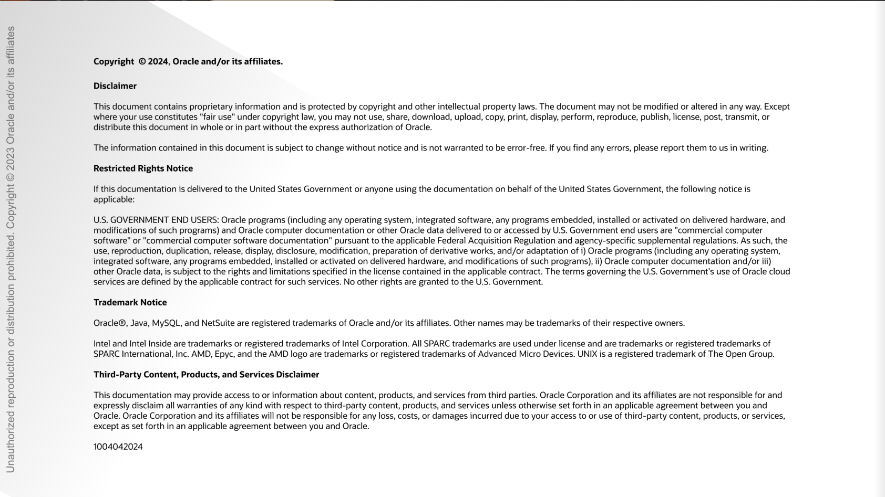 Unauthorized reproduction or distribution prohibited. Copyright © 2023 Oracle and/or its affiliates
Copyright © 2024, Oracle and/or its affiliates.
Disclaimer
This document contains proprietary information and is protected by copyright and other intellectual property laws. The document may not be modified or altered in any way. Except
where your use constitutes "fair use" under copyright law, you may not use, share, download, upload, copy, print, display, perform, reproduce, publish, license, post, transmit, or
distribute this document in whole or in part without the express authorization of Oracle.
The information contained in this document is subject to change without notice and is not warranted to be error-free. If you find any errors, please report them to us in writing.
Restricted Rights Notice
If this documentation is delivered to the United States Government or anyone using the documentation on behalf of the United States Government, the following notice is
applicable:
U.S. GOVERNMENT END USERS: Oracle programs (including any operating system, integrated software, any programs embedded, installed or activated on delivered hardware, and
modifications of such programs) and Oracle computer documentation or other Oracle data delivered to or accessed by U.S. Government end users are "commercial computer
software" or "commercial computer software documentation" pursuant to the applicable Federal Acquisition Regulation and agency-specific supplemental regulations. As such, the
use, reproduction, duplication, release, display, disclosure, modification, preparation of derivative works, and/or adaptation of i) Oracle programs (including any operating system,
integrated software, any programs embedded, installed or activated on delivered hardware, and modifications of such programs), ii) Oracle computer documentation and/or iii)
other Oracle data, is subject to the rights and limitations specified in the license contained in the applicable contract. The terms governing the U.S. Government's use of Oracle cloud
services are defined by the applicable contract for such services. No other rights are granted to the U.S. Government.
Trademark Notice
Oracle®, Java, MySQL, and NetSuite are registered trademarks of Oracle and/or its affiliates. Other names may be trademarks of their respective owners.
Intel and Intel Inside are trademarks or registered trademarks of Intel Corporation. All SPARC trademarks are used under license and are trademarks or registered trademarks of
SPARC International, Inc. AMD, Epyc, and the AMD logo are trademarks or registered trademarks of Advanced Micro Devices. UNIX is a registered trademark of The Open Group.
Third-Party Content, Products, and Services Disclaimer
This documentation may provide access to or information about content, products, and services from third parties. Oracle Corporation and its affiliates are not responsible for and
expressly disclaim all warranties of any kind with respect to third-party content, products, and services unless otherwise set forth in an applicable agreement between you and
Oracle. Oracle Corporation and its affiliates will not be responsible for any loss, costs, or damages incurred due to your access to or use of third-party content, products, or services,
except as set forth in an applicable agreement between you and Oracle.
1004042024